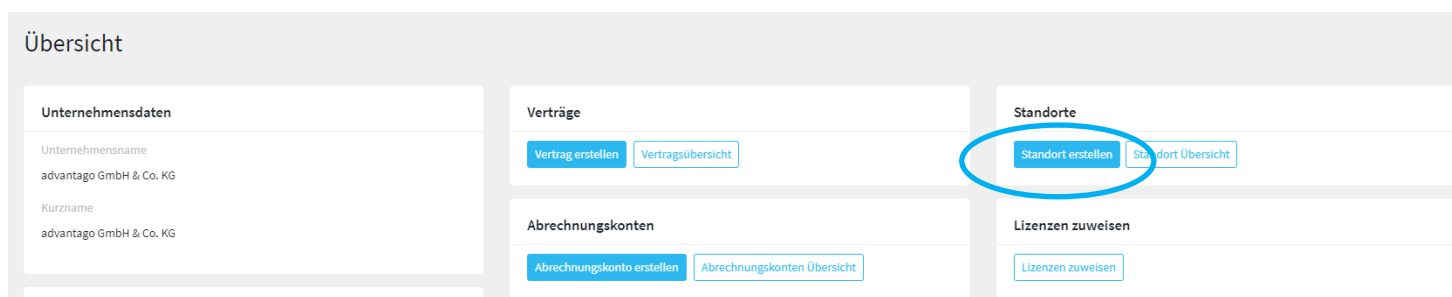 Übersicht
Unternehmensdaten
Unternehmensname
advantago GmbH & Co. KG
Kurzname
advantago GmbH & Co. KG
Verträge
Vertrag erstellen Vertragsübersicht
Abrechnungskonten
Abrechnungskonto erstellen Abrechnungskonten Übersicht
Standorte
Standort erstellen Standort Übersicht
Lizenzen zuweisen
Lizenzen zuweisen